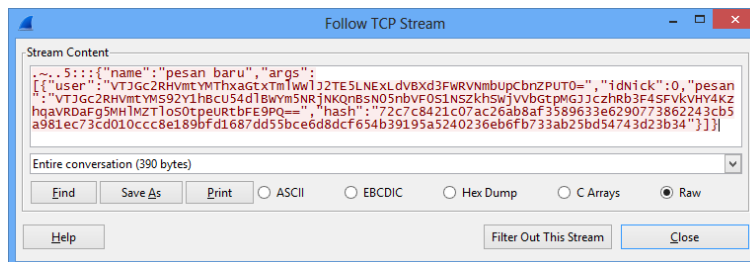 Follow TCP Stream
Stream Content
.~..5:::{"name":"pesan baru","args":
[{"user":"VTJGc2RHVmtYMThxaGtxTmlWWlJ2TE5LNExLdVBXd3FWRVNmbUpCbnZPUT0=","idNick":0,"pesan
":"VTJGc2RHVmtYMS92Y1hBcU54dlBWYm5NRjNKQnBsN05nbVF0S1NSZkhSWjVVbGtpMGJJczhRb3F4SFVkVHY4Kz
hqaVRDaFg5MHlMZTloS0tpeURtbFE9PQ==","hash":"72c7c8421c07ac26ab8af3589633e6290773862243cb5
a981ec73cd010ccc8e189bfd1687dd55bce6d8dcf654b39195a5240236eb6fb733ab25bd54743d23b34"}]}
Entire conversation (390 bytes)
Find Save As Print ASCII EBCDIC Hex Dump C Arrays Raw
Help Filter Out This Stream Close